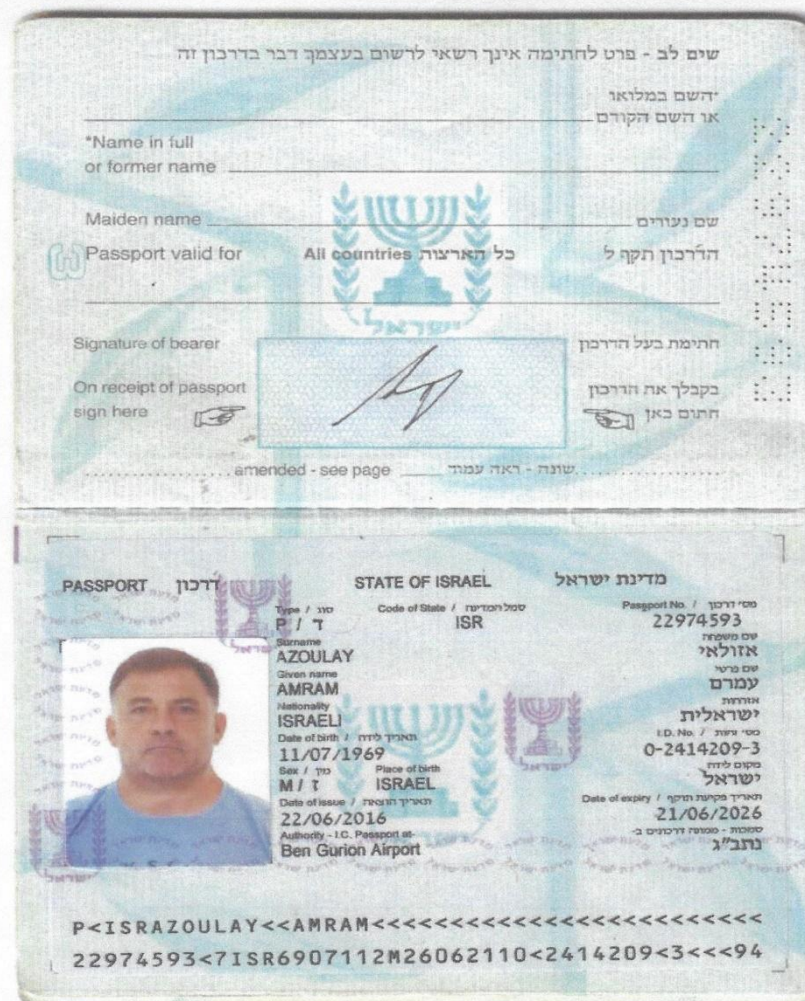 שים לב - פרט לחתימה אינך רשאי לרשום בעצמך דבר בדרכון זה
*השם במלואו
או השם הקודם
*Name in full
or former name
Maiden name שם נעורים
Passport valid for All countries כל הארצות הדרכון תקף ל
ישראל
Signature of bearer חתימת בעל הדרכון
On receipt of passport בקבלך את הדרכון
sign here חתום כאן
amended - see page שונה - ראה עמוד
PASSPORT דרכון STATE OF ISRAEL מדינת ישראל
Type / סוג Code of State / סמל המדינה Passport No. / מס' דרכון
P / ד ISR 22974593
Surname שם משפחה
AZOULAY אזולאי
Given name שם פרטי
AMRAM עמרם
Nationality אזרחות
ISRAELI ישראלית
Date of birth / תאריך לידה I.D. No. / מס' זהות
11/07/1969 0-2414209-3
Sex / מין Place of birth מקום לידה
M / ז ISRAEL ישראל
Date of issue / תאריך הוצאה Date of expiry / תאריך פקיעת תוקף
22/06/2016 21/06/2026
Authority - I.C. Passport at- סמכות - ממונה דרכונים ב-
Ben Gurion Airport נתב"ג
P<ISRAZOULAY<<AMRAM<<<<<<<<<<<<<<<<<<<<<<<<<
22974593<7ISR6907112M26062110<2414209<3<<<94